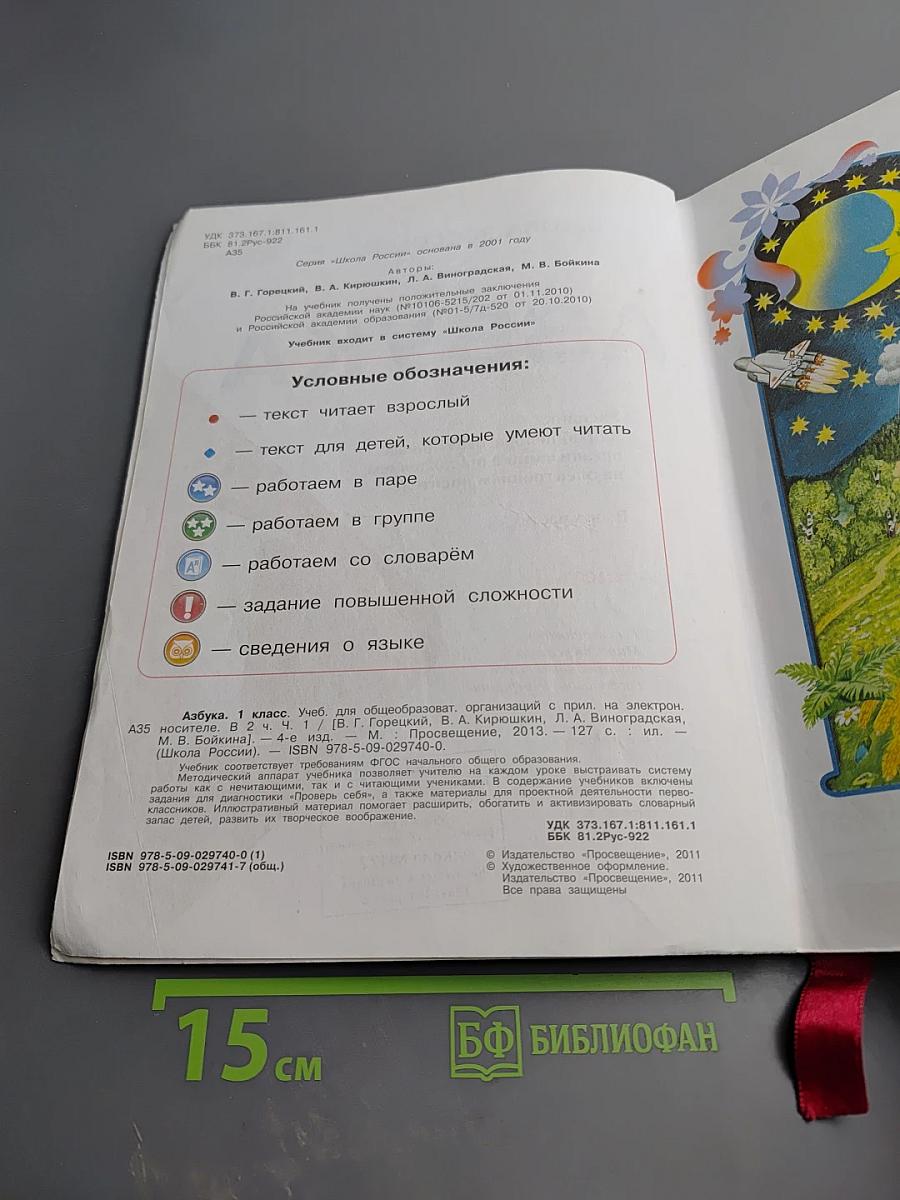 УДК 373.167.1:811.161.1
ББК 81.2Рус-922
А35
Серия «Школа России» основана в 2001 году
Авторы:
В. Г. Горецкий, В. А. Кирюшкин, Л. А. Виноградская, М. В. Бойкина
На учебник получены положительные заключения
Российской академии наук (№10106-5215/202 от 01.11.2010)
и Российской академии образования (№01-5/7д-520 от 20.10.2010)
Учебник входит в систему «Школа России»
Условные обозначения:
— текст читает взрослый
— текст для детей, которые умеют читать
— работаем в паре
— работаем в группе
— работаем со словарём
— задание повышенной сложности
— сведения о языке
Азбука. 1 класс. Учеб. для общеобразоват. организаций с прил. на электрон.
А35 носителе. В 2 ч. Ч. 1 / [В. Г. Горецкий, В. А. Кирюшкин, Л. А. Виноградская,
М. В. Бойкина]. — 4-е изд. — М. : Просвещение, 2013. — 127 с. : ил. —
(Школа России). — ISBN 978-5-09-029740-0.
Учебник соответствует требованиям ФГОС начального общего образования.
Методический аппарат учебника позволяет учителю на каждом уроке выстраивать систему
работы как с нечитающими, так и с читающими учениками. В содержание учебников включены
задания для диагностики «Проверь себя», а также материалы для проектной деятельности перво-
классников. Иллюстративный материал помогает расширить, обогатить и активизировать словарный
запас детей, развить их творческое воображение.
УДК 373.167.1:811.161.1
ББК 81.2Рус-922
ISBN 978-5-09-029740-0 (1)
ISBN 978-5-09-029741-7 (общ.)
© Издательство «Просвещение», 2011
© Художественное оформление.
Издательство «Просвещение», 2011
Все права защищены
15 см
БФ БИБЛИОФАН